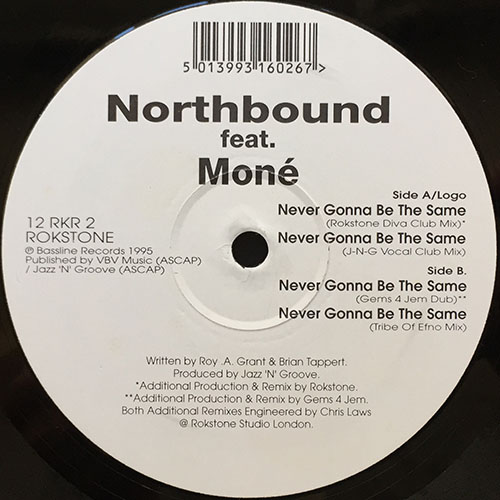 5 013993 160267 >
Northbound
feat.
Moné
12 RKR 2
ROKSTONE
℗ Bassline Records 1995
Published by VBV Music (ASCAP)
/ Jazz 'N' Groove (ASCAP)
Side A/Logo
Never Gonna Be The Same
(Rokstone Diva Club Mix)*
Never Gonna Be The Same
(J-N-G Vocal Club Mix)
Side B.
Never Gonna Be The Same
(Gems 4 Jem Dub)**
Never Gonna Be The Same
(Tribe Of Efno Mix)
Written by Roy .A. Grant & Brian Tappert.
Produced by Jazz 'N' Groove.
*Additional Production & Remix by Rokstone.
**Additional Production & Remix by Gems 4 Jem.
Both Additional Remixes Engineered by Chris Laws
@ Rokstone Studio London.